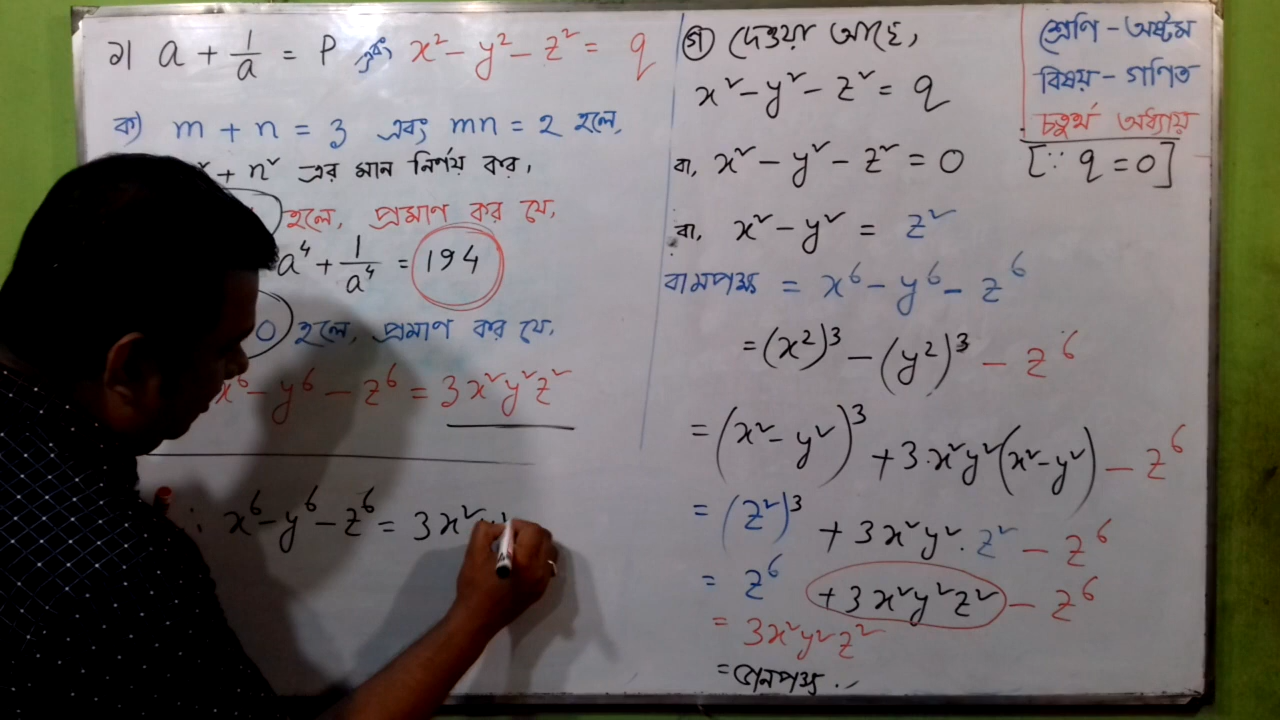 ১। a + 1/a = P এবং x² - y² - z² = q
ক) m + n = 3 এবং mn = 2 হলে,
² + n² এর মান নির্ণয় কর,
হলে, প্রমাণ কর যে,
a⁴ + 1/a⁴ = 194
0 হলে, প্রমাণ কর যে,
x⁶ - y⁶ - z⁶ = 3x²y²z²
∴ x⁶ - y⁶ - z⁶ = 3x²y
গ) দেওয়া আছে,
x² - y² - z² = q
বা, x² - y² - z² = 0 [∵ q = 0]
বা, x² - y² = z²
বামপক্ষ = x⁶ - y⁶ - z⁶
= (x²)³ - (y²)³ - z⁶
= (x² - y²)³ + 3·x²y²(x² - y²) - z⁶
= (z²)³ + 3x²y²·z² - z⁶
= z⁶ + 3x²y²z² - z⁶
= 3x²y²z²
= ডানপক্ষ
শ্রেণি - অষ্টম
বিষয় - গণিত
চতুর্থ অধ্যায়